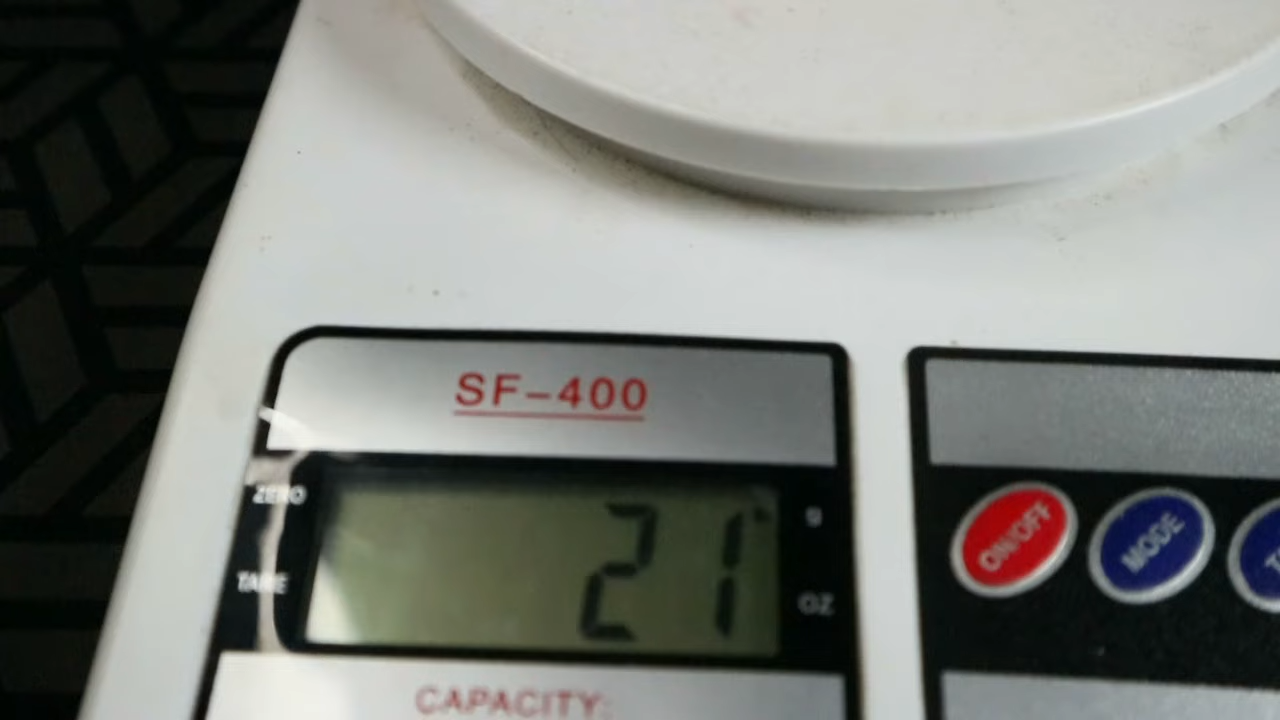 SF-400
ZERO
TARE
21
g
OZ
ON/OFF
MODE
CAPACITY: